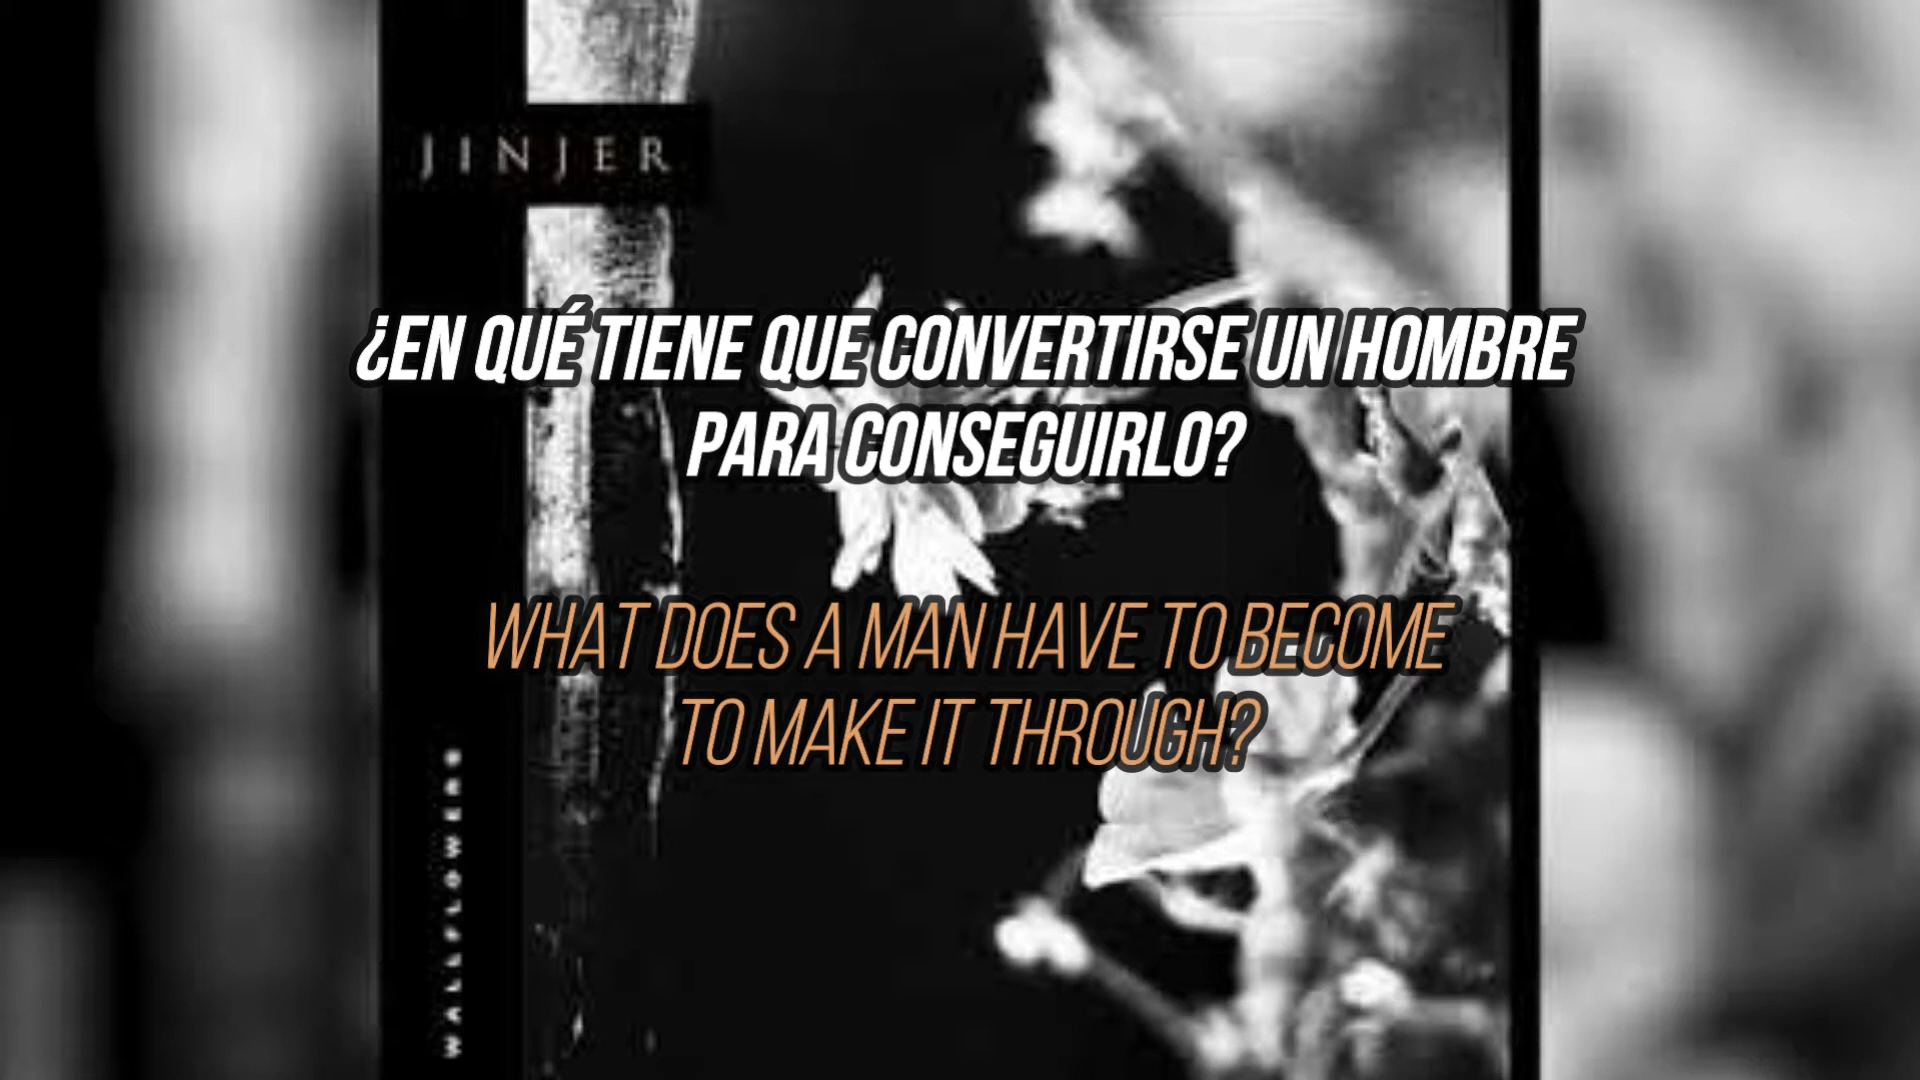 JINJER
¿EN QUÉ TIENE QUE CONVERTIRSE UN HOMBRE
PARA CONSEGUIRLO?
WHAT DOES A MAN HAVE TO BECOME
TO MAKE IT THROUGH?
WALLFLOWERS